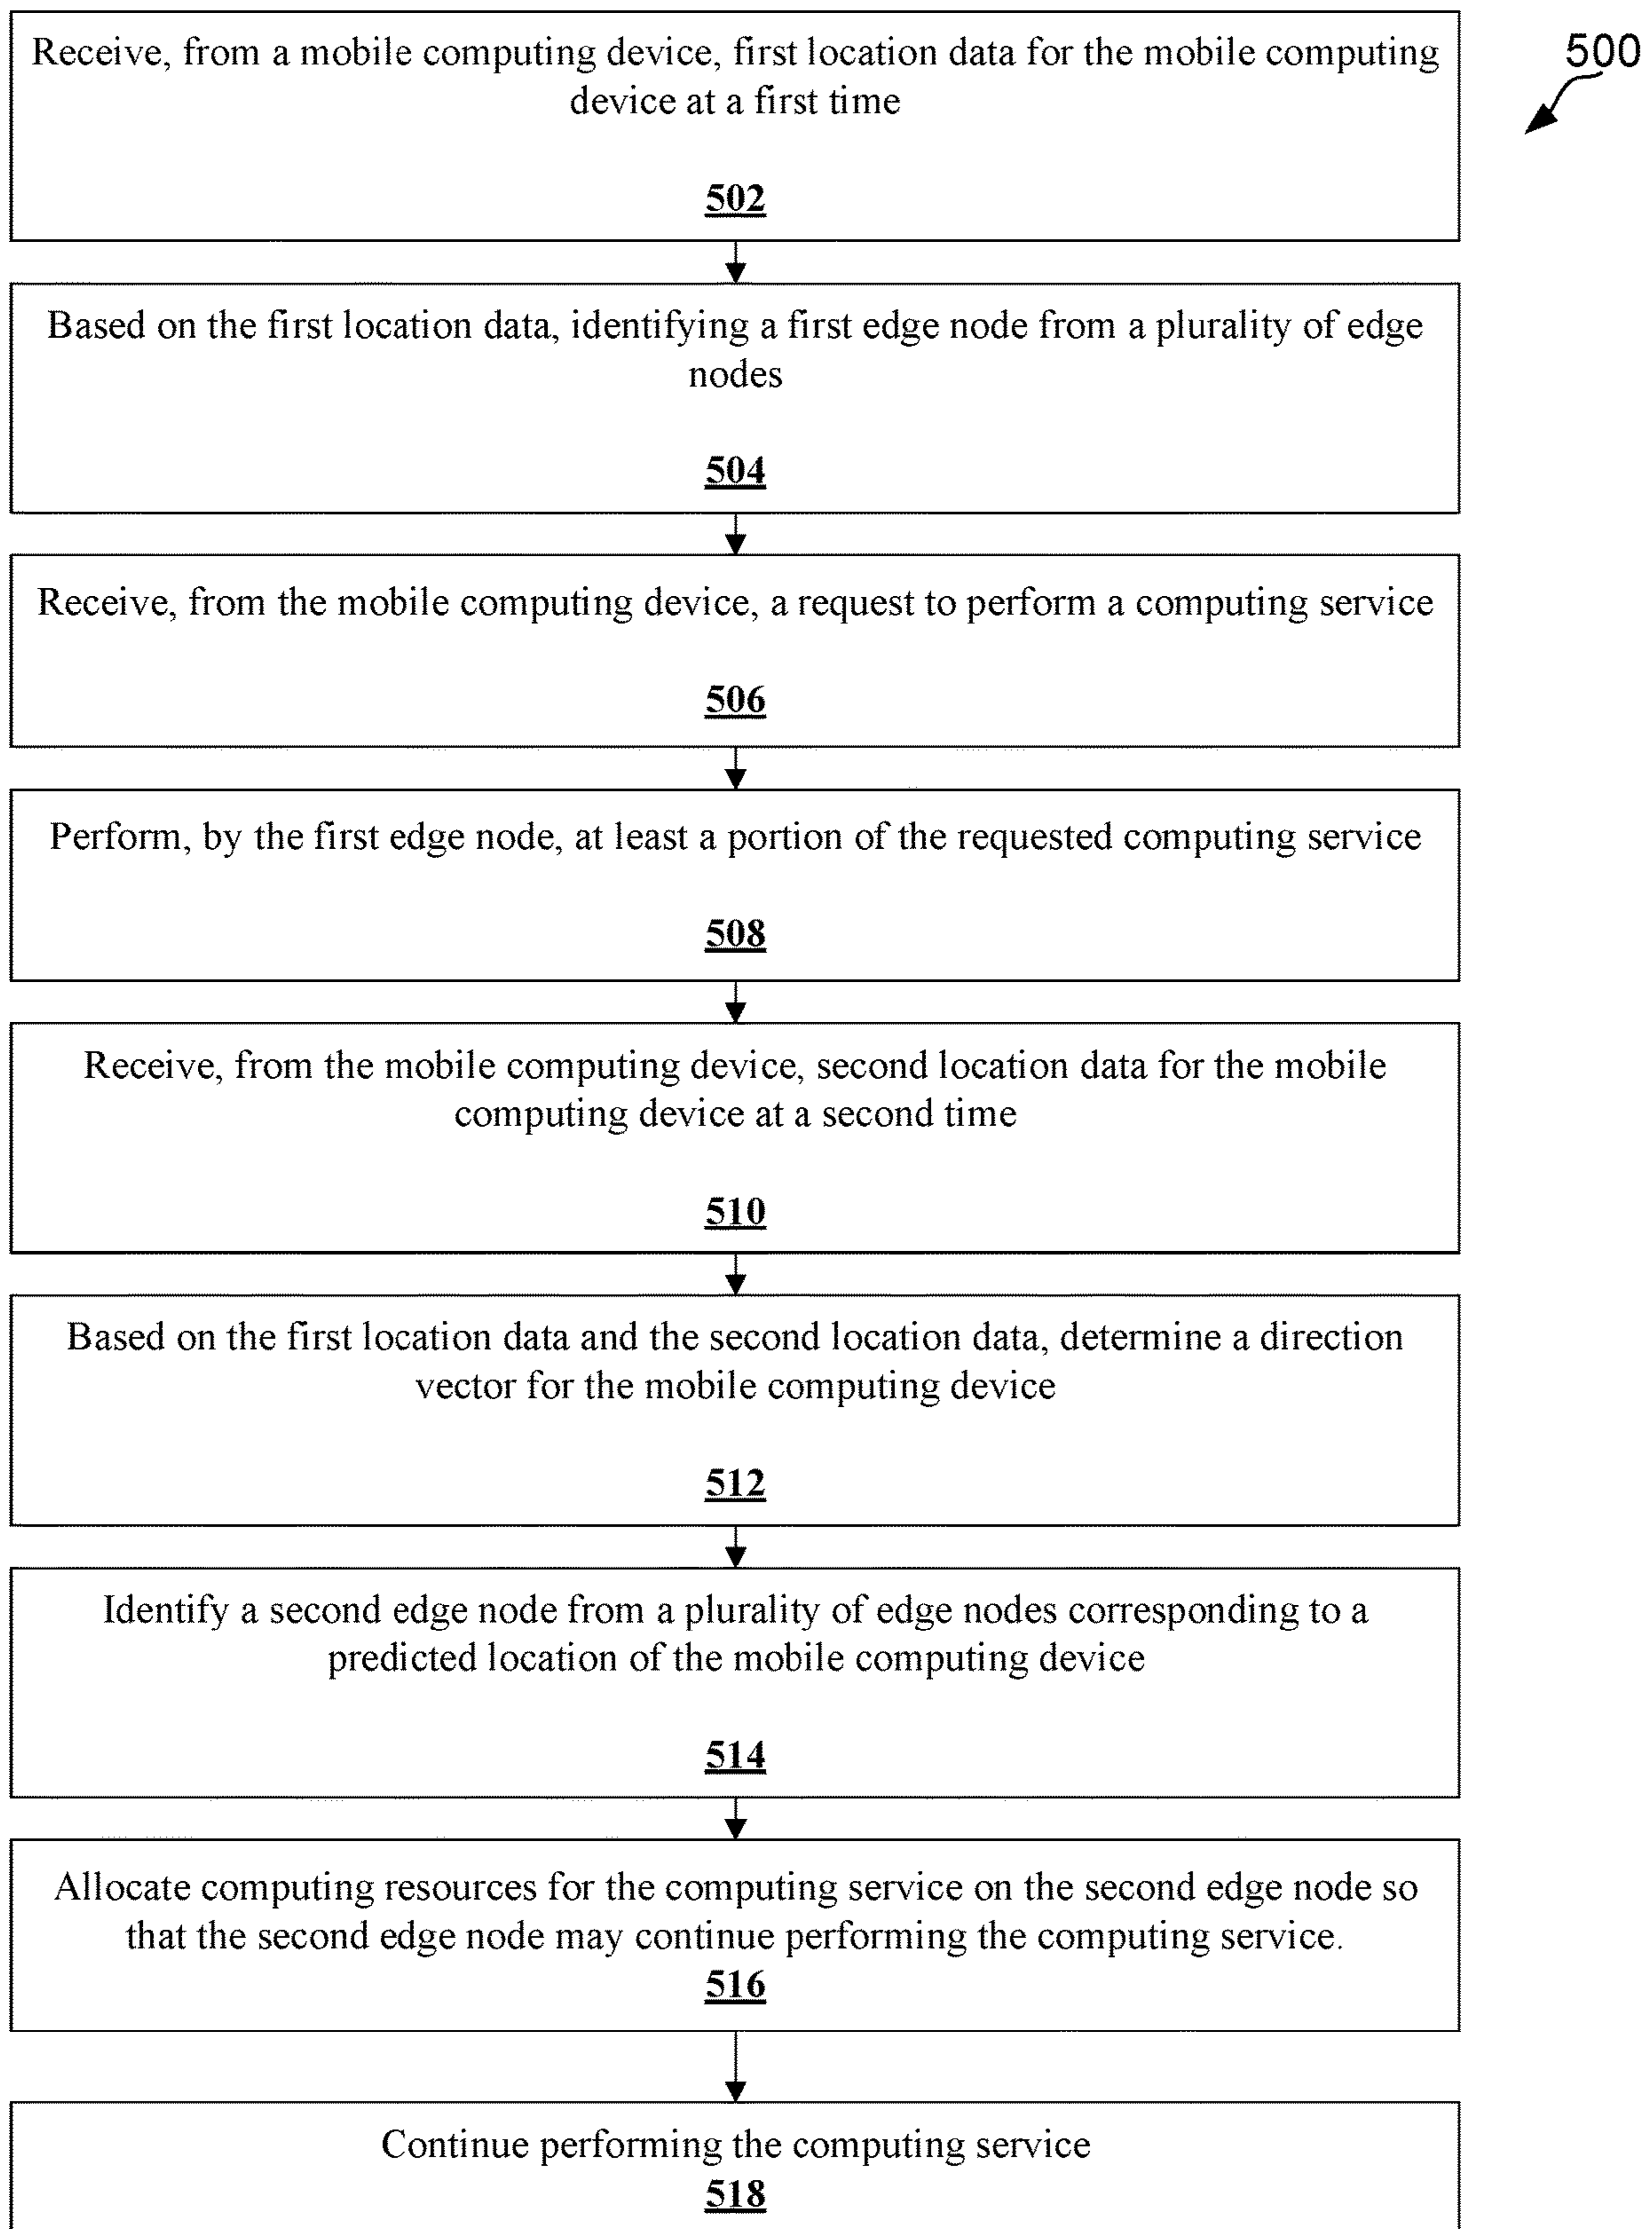 500
Receive, from a mobile computing device, first location data for the mobile computing
device at a first time
502
Based on the first location data, identifying a first edge node from a plurality of edge
nodes
504
Receive, from the mobile computing device, a request to perform a computing service
506
Perform, by the first edge node, at least a portion of the requested computing service
508
Receive, from the mobile computing device, second location data for the mobile
computing device at a second time
510
Based on the first location data and the second location data, determine a direction
vector for the mobile computing device
512
Identify a second edge node from a plurality of edge nodes corresponding to a
predicted location of the mobile computing device
514
Allocate computing resources for the computing service on the second edge node so
that the second edge node may continue performing the computing service.
516
Continue performing the computing service
518